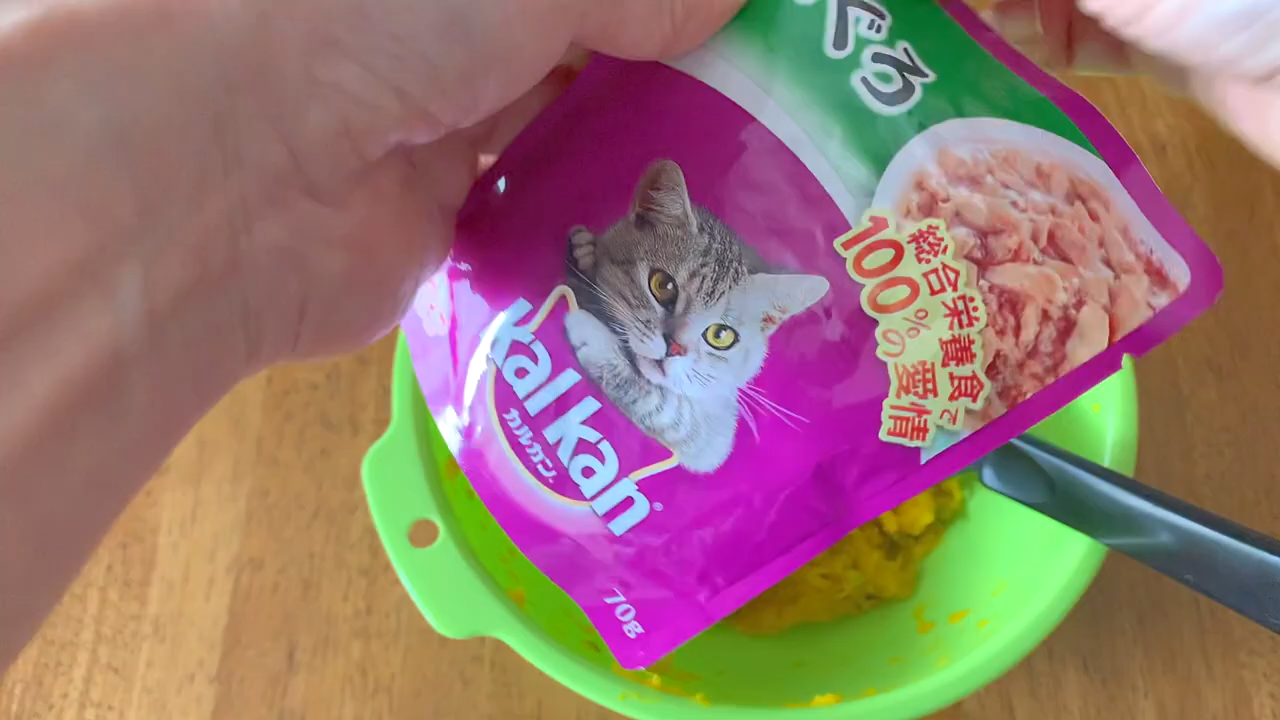 ぐろ
総合栄養食で
100%の愛情
kal kan®
カルカン®
70g